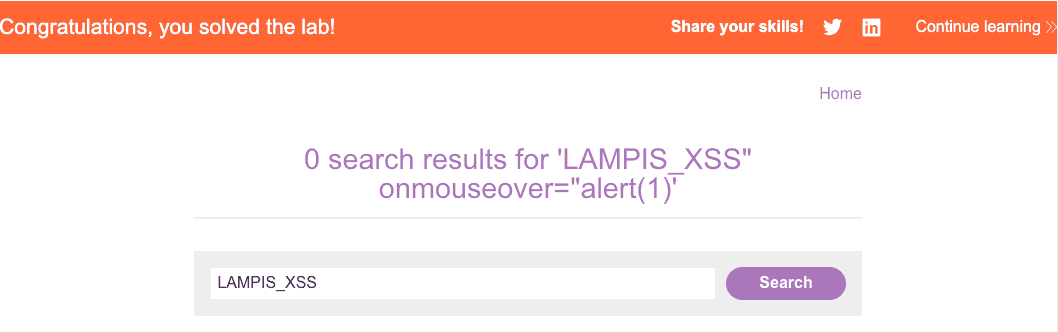 Congratulations, you solved the lab!
Share your skills!
Continue learning
Home
0 search results for 'LAMPIS_XSS"
onmouseover="alert(1)'
LAMPIS_XSS
Search